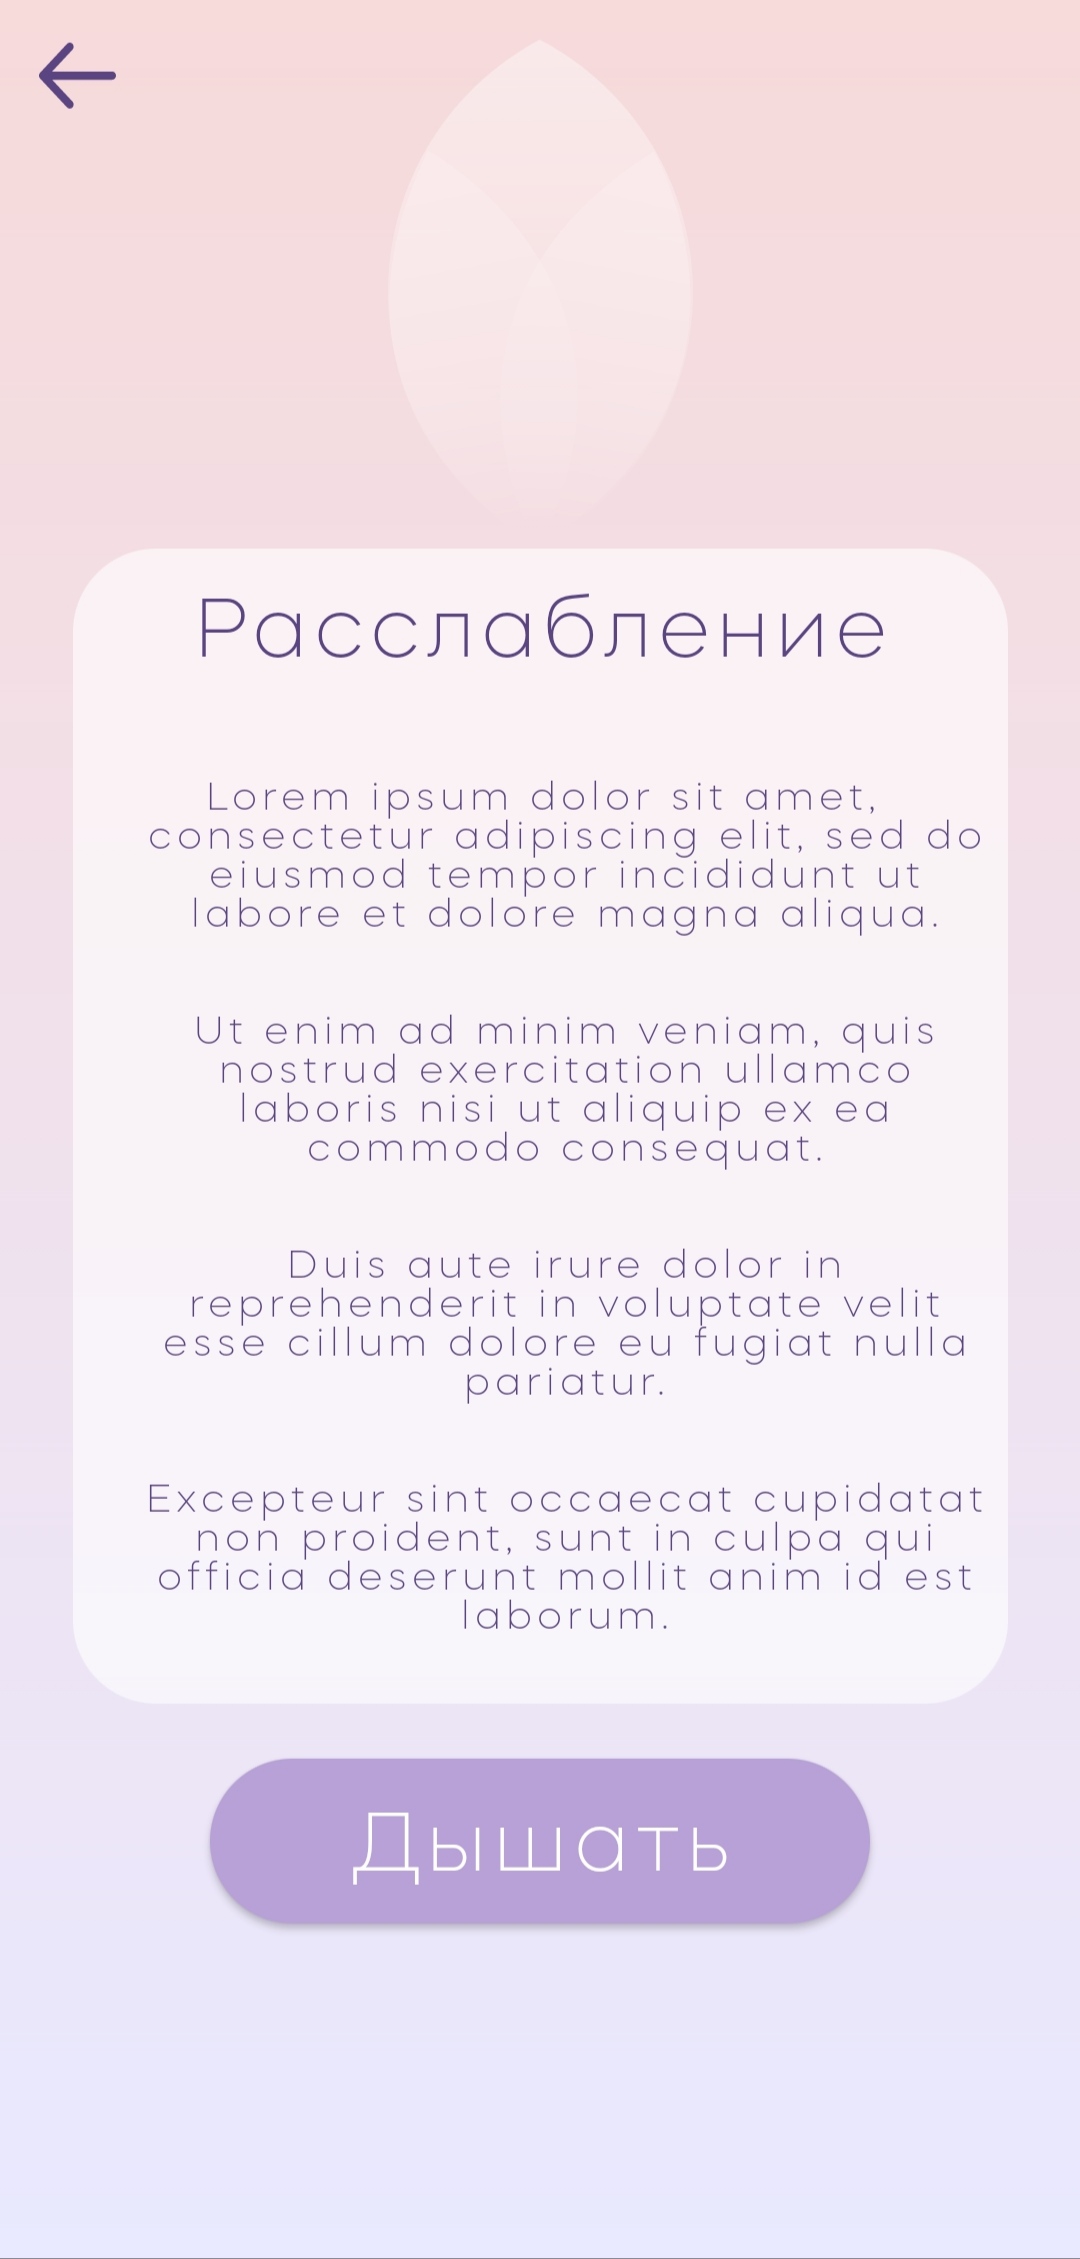 Расслабление
Lorem ipsum dolor sit amet,
consectetur adipiscing elit, sed do
eiusmod tempor incididunt ut
labore et dolore magna aliqua.
Ut enim ad minim veniam, quis
nostrud exercitation ullamco
laboris nisi ut aliquip ex ea
commodo consequat.
Duis aute irure dolor in
reprehenderit in voluptate velit
esse cillum dolore eu fugiat nulla
pariatur.
Excepteur sint occaecat cupidatat
non proident, sunt in culpa qui
officia deserunt mollit anim id est
laborum.
Дышать